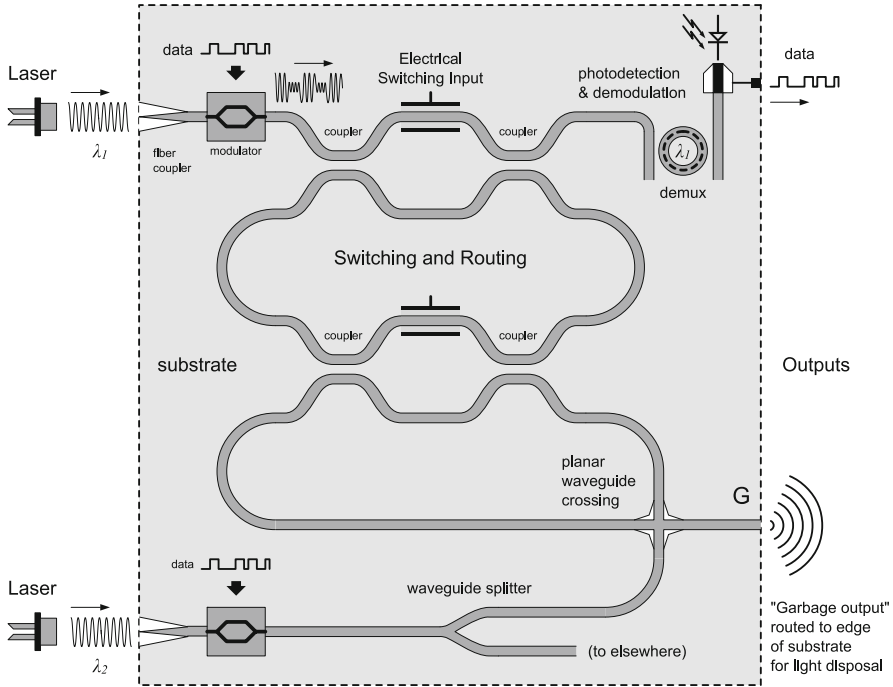 Laser
λ1
fiber
coupler
data
modulator
coupler
Electrical
Switching Input
coupler
photodetection
& demodulation
λ1
demux
data
Switching and Routing
coupler
coupler
substrate
Outputs
planar
waveguide
crossing
G
Laser
λ2
data
waveguide splitter
(to elsewhere)
"Garbage output"
routed to edge
of substrate
for light disposal